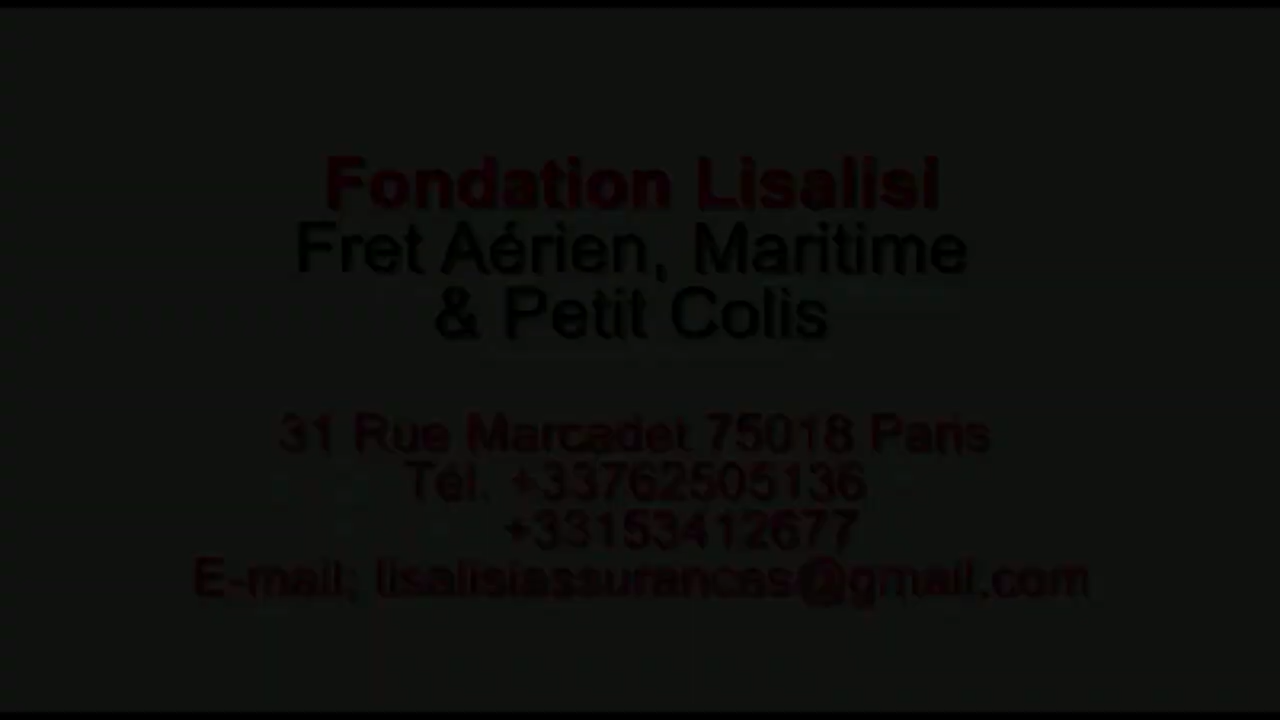 Fondation Lisalisi
Fret Aérien, Maritime
& Petit Colis
31 Rue Marcadet 75018 Paris
Tél. +33762505136
+33153412677
E-mail; lisalisiassurances@gmail.com